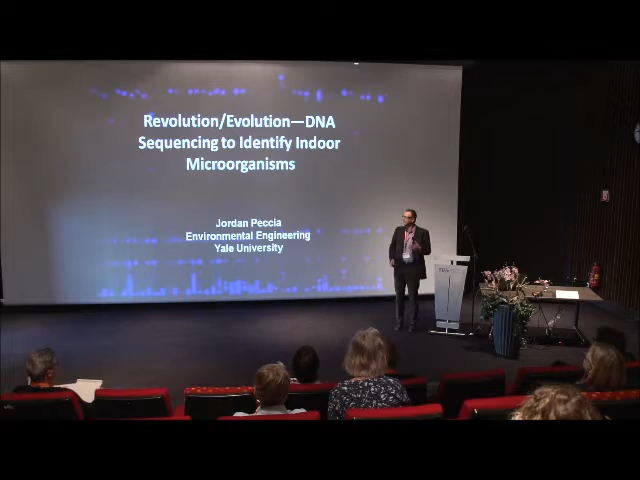 Revolution/Evolution—DNA
Sequencing to Identify Indoor
Microorganisms
Jordan Peccia
Environmental Engineering
Yale University